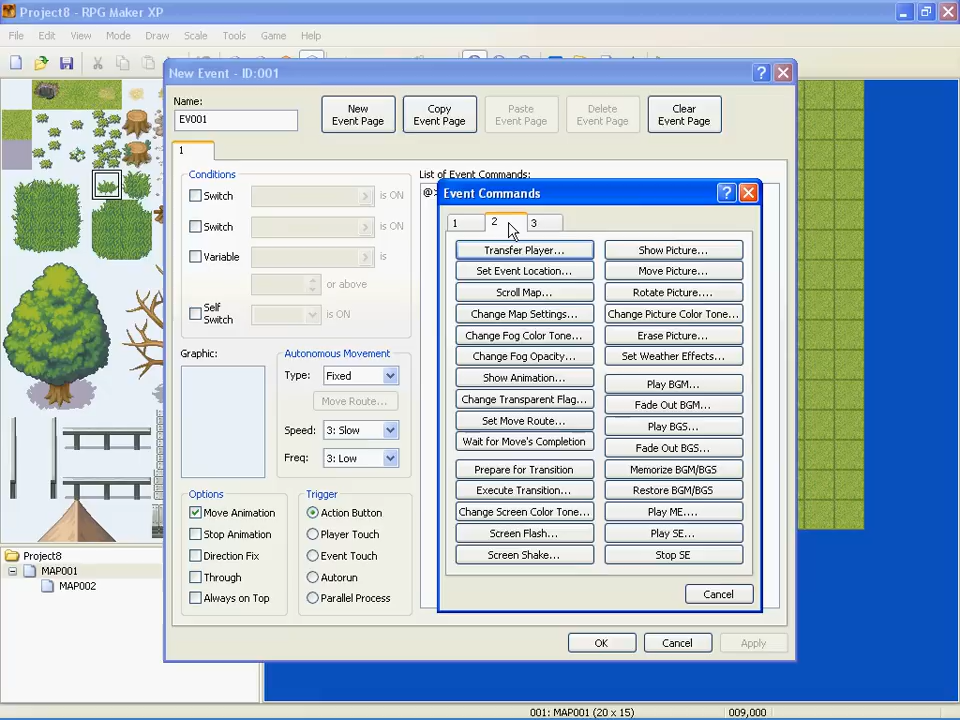 Project8 - RPG Maker XP
File Edit View Mode Draw Scale Tools Game Help
New Event - ID:001
Name:
EV001
New Event Page
Copy Event Page
Paste Event Page
Delete Event Page
Clear Event Page
1
Conditions
Switch is ON
Switch is ON
Variable is
or above
Self Switch is ON
Graphic:
Autonomous Movement
Type: Fixed
Move Route...
Speed: 3: Slow
Freq: 3: Low
Options
Move Animation
Stop Animation
Direction Fix
Through
Always on Top
Trigger
Action Button
Player Touch
Event Touch
Autorun
Parallel Process
List of Event Commands:
@>
Event Commands
1 2 3
Transfer Player...
Set Event Location...
Scroll Map...
Change Map Settings...
Change Fog Color Tone...
Change Fog Opacity...
Show Animation...
Change Transparent Flag...
Set Move Route...
Wait for Move's Completion
Prepare for Transition
Execute Transition...
Change Screen Color Tone...
Screen Flash...
Screen Shake...
Show Picture...
Move Picture...
Rotate Picture....
Change Picture Color Tone...
Erase Picture...
Set Weather Effects...
Play BGM...
Fade Out BGM...
Play BGS...
Fade Out BGS...
Memorize BGM/BGS
Restore BGM/BGS
Play ME....
Play SE...
Stop SE
Cancel
OK Cancel Apply
Project8
MAP001
MAP002
001: MAP001 (20 x 15) 009,000